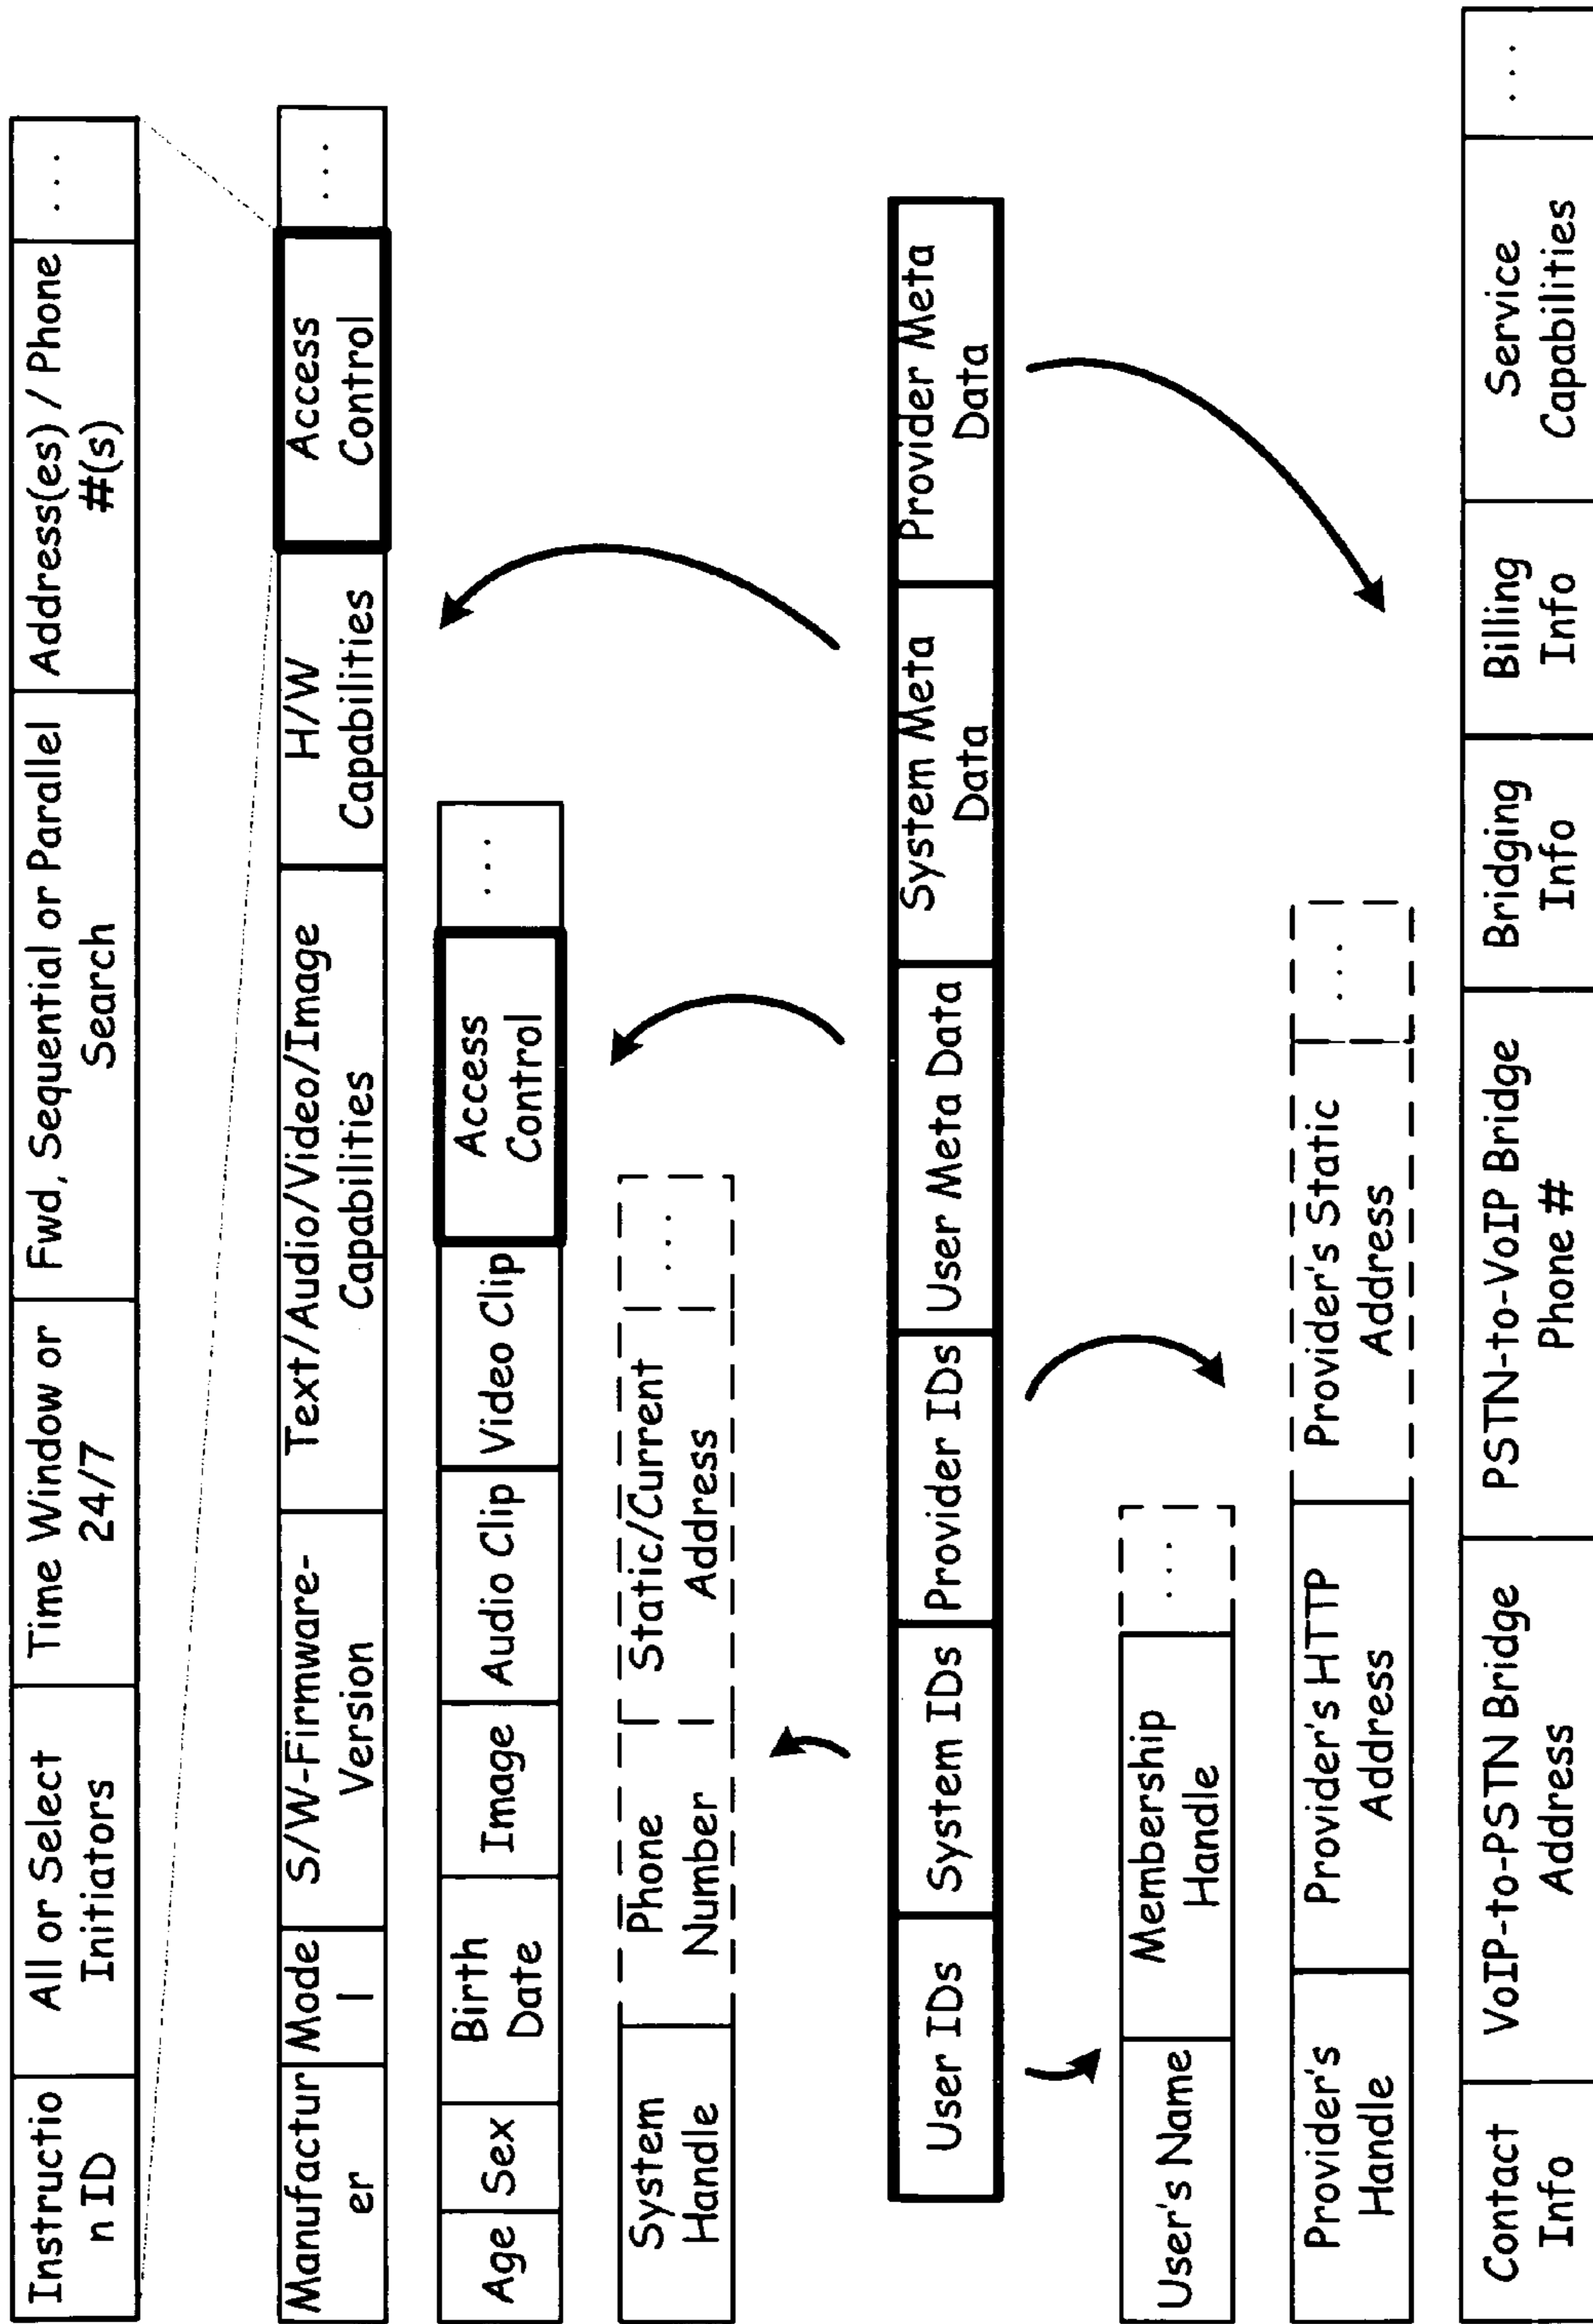 Instructio
n ID
All or Select
Initiators
Time Window or
24/7
Fwd, Sequential or Parallel
Search
Address(es) / Phone
#(s)
...
Manufactur
er
Mode
l
S/W-Firmware-
Version
Text/Audio/Video/Image
Capabilities
H/W
Capabilities
Access
Control
...
Age
Sex
Birth
Date
Image
Audio Clip
Video Clip
Access
Control
...
System
Handle
Phone
Number
Static/Current
Address
...
User IDs
System IDs
Provider IDs
User Meta Data
System Meta
Data
Provider Meta
Data
User's Name
Membership
Handle
...
Provider's
Handle
Provider's HTTP
Address
Provider's Static
Address
...
Contact
Info
VoIP-to-PSTN Bridge
Address
PSTN-to-VoIP Bridge
Phone #
Bridging
Info
Billing
Info
Service
Capabilities
...